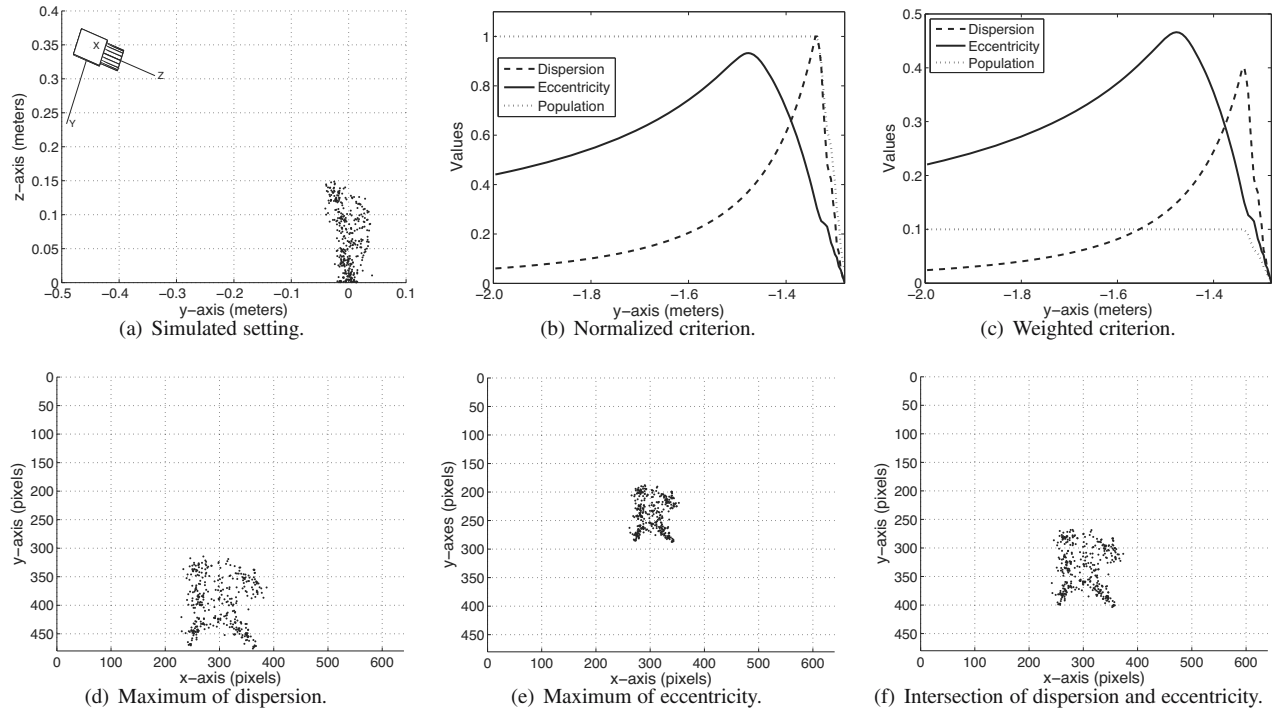 0.4
0.35
0.3
0.25
0.2
0.15
0.1
0.05
0
z−axis (meters)
X
Z
Y
−0.5 −0.4 −0.3 −0.2 −0.1 0 0.1
y−axis (meters)
(a) Simulated setting.
1
0.8
0.6
0.4
0.2
0
Values
Dispersion
Eccentricity
Population
−2.0 −1.8 −1.6 −1.4
y−axis (meters)
(b) Normalized criterion.
0.5
0.4
0.3
0.2
0.1
0
Values
Dispersion
Eccentricity
Population
−2.0 −1.8 −1.6 −1.4
y−axis (meters)
(c) Weighted criterion.
0
50
100
150
200
250
300
350
400
450
y−axis (pixels)
0 100 200 300 400 500 600
x−axis (pixels)
(d) Maximum of dispersion.
0
50
100
150
200
250
300
350
400
450
y−axes (pixels)
0 100 200 300 400 500 600
x−axis (pixels)
(e) Maximum of eccentricity.
0
50
100
150
200
250
300
350
400
450
y−axis (pixels)
0 100 200 300 400 500 600
x−axis (pixels)
(f) Intersection of dispersion and eccentricity.